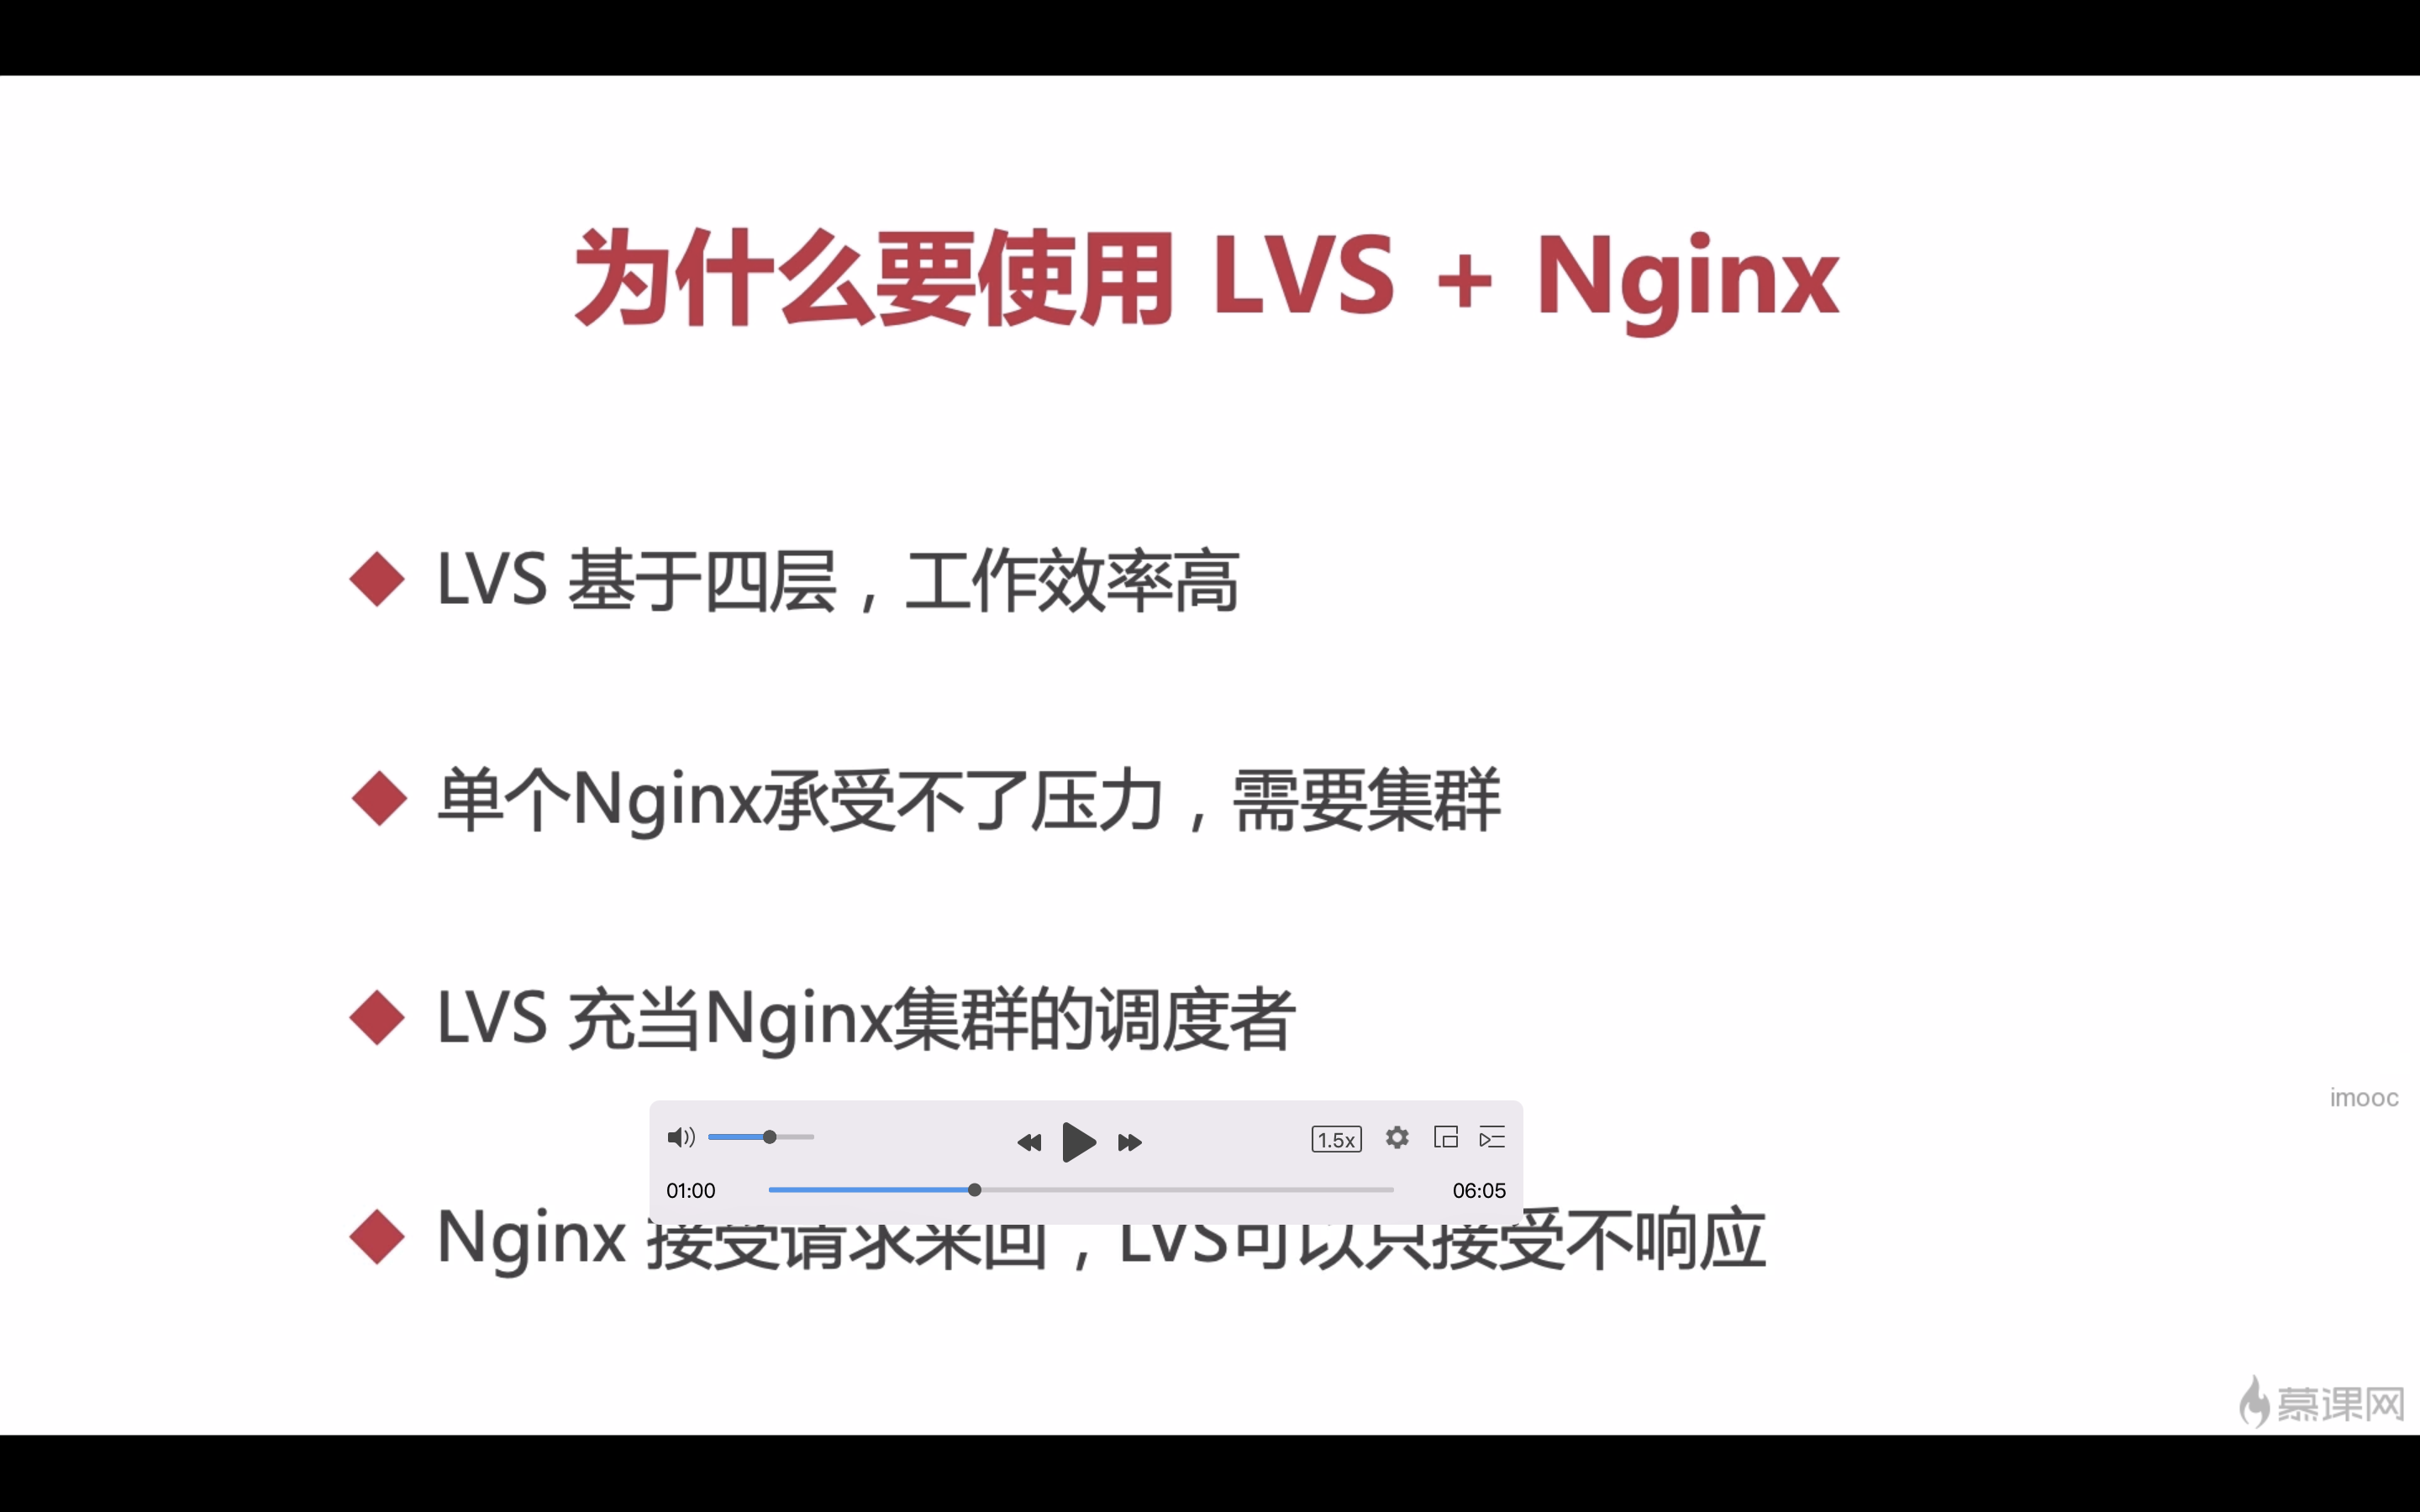 为什么要使用 LVS + Nginx
LVS 基于四层，工作效率高
单个Nginx承受不了压力，需要集群
LVS 充当Nginx集群的调度者
imooc
1.5x
01:00
06:05
Nginx 接受请求来回，LVS可以只接受不响应
慕课网